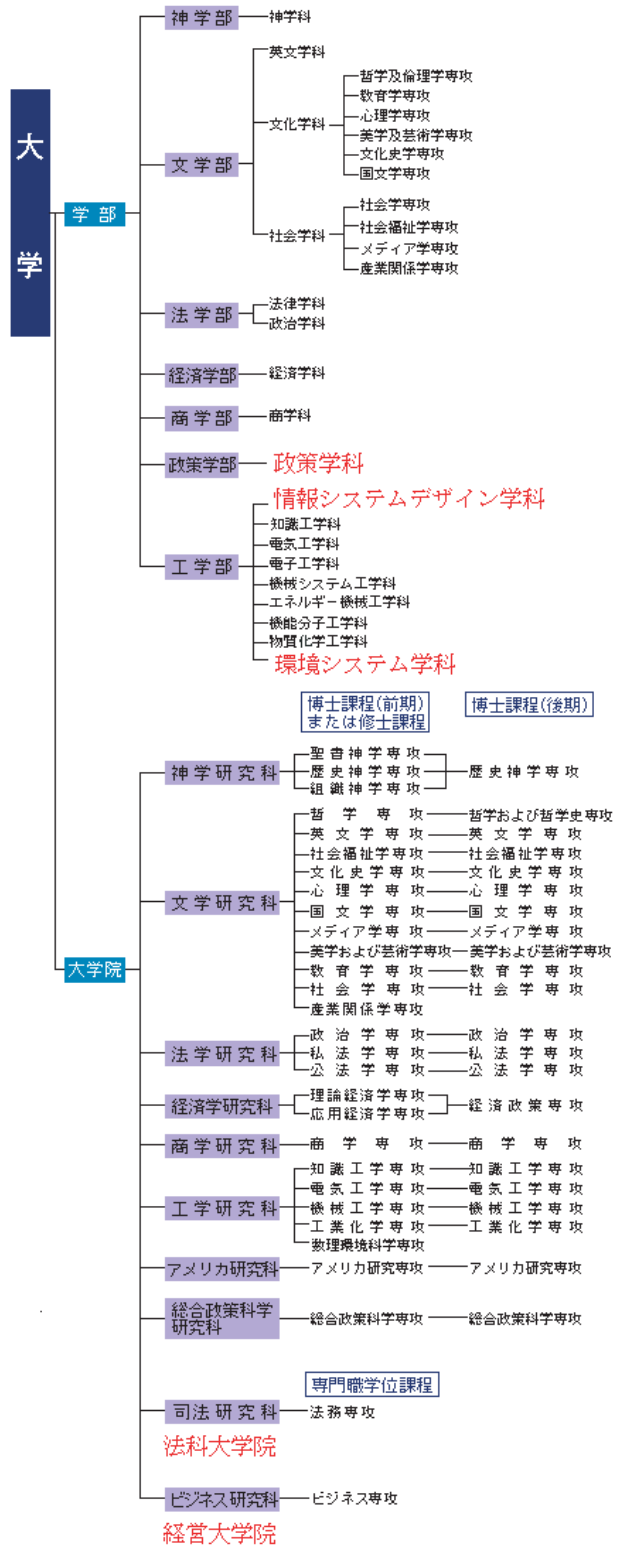 大学
学部
神学部
神学科
文学部
英文学科
文化学科
哲学及倫理学専攻
教育学専攻
心理学専攻
美学及芸術学専攻
文化史学専攻
国文学専攻
社会学科
社会学専攻
社会福祉学専攻
メディア学専攻
産業関係学専攻
法学部
法律学科
政治学科
経済学部
経済学科
商学部
商学科
政策学部
政策学科
工学部
情報システムデザイン学科
知識工学科
電気工学科
電子工学科
機械システム工学科
エネルギー機械工学科
機能分子工学科
物質化学工学科
環境システム学科
博士課程(前期)
または修士課程
博士課程(後期)
大学院
神学研究科
聖書神学専攻
歴史神学専攻
組織神学専攻
歴史神学専攻
文学研究科
哲学専攻 哲学および哲学史専攻
英文学専攻 英文学専攻
社会福祉学専攻 社会福祉学専攻
文化史学専攻 文化史学専攻
心理学専攻 心理学専攻
国文学専攻 国文学専攻
メディア学専攻 メディア学専攻
美学および芸術学専攻 美学および芸術学専攻
教育学専攻 教育学専攻
社会学専攻 社会学専攻
産業関係学専攻
法学研究科
政治学専攻 政治学専攻
私法学専攻 私法学専攻
公法学専攻 公法学専攻
経済学研究科
理論経済学専攻
応用経済学専攻
経済政策専攻
商学研究科
商学専攻 商学専攻
工学研究科
知識工学専攻 知識工学専攻
電気工学専攻 電気工学専攻
機械工学専攻 機械工学専攻
工業化学専攻 工業化学専攻
数理環境科学専攻
アメリカ研究科
アメリカ研究専攻 アメリカ研究専攻
総合政策科学
研究科
総合政策科学専攻 総合政策科学専攻
専門職学位課程
司法研究科
法務専攻
法科大学院
ビジネス研究科
ビジネス専攻
経営大学院